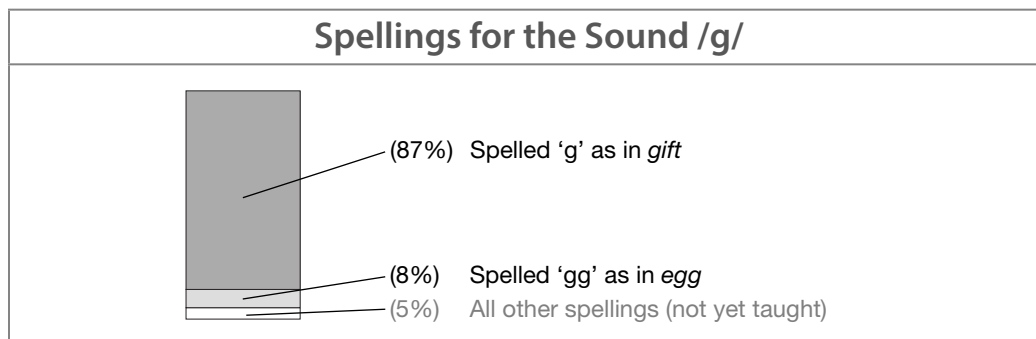 Spellings for the Sound /g/
(87%) Spelled ‘g’ as in gift
(8%) Spelled ‘gg’ as in egg
(5%) All other spellings (not yet taught)